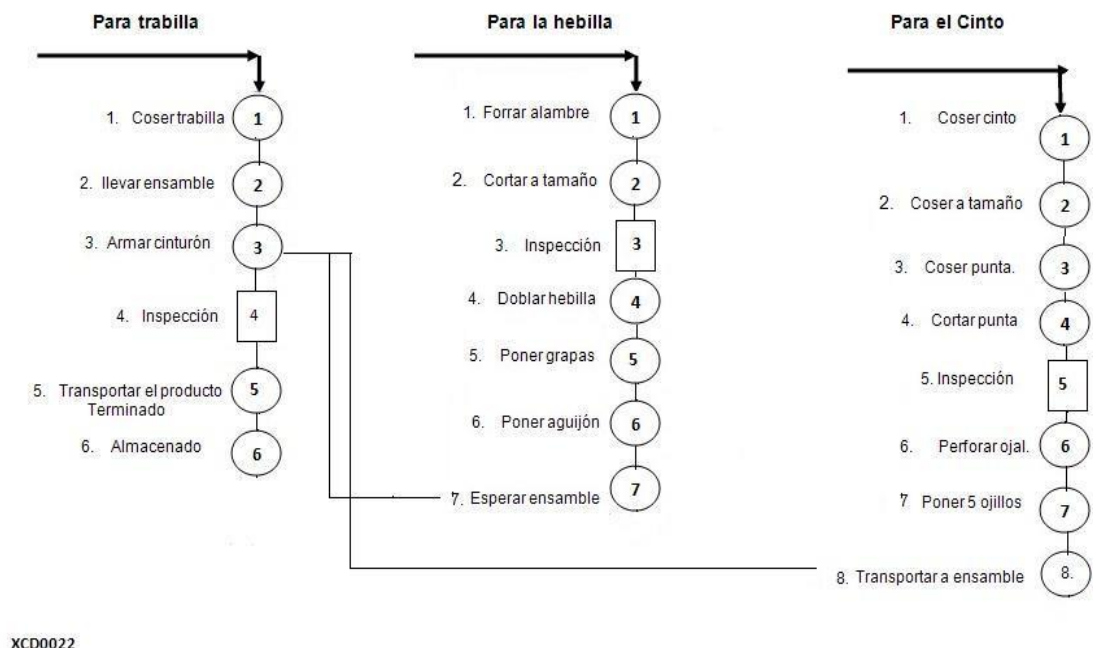 Para trabilla
1. Coser trabilla 1
2. llevar ensamble 2
3. Armar cinturón 3
4. Inspección 4
5. Transportar el producto 5
Terminado
6. Almacenado 6
Para la hebilla
1. Forrar alambre 1
2. Cortar a tamaño 2
3. Inspección 3
4. Doblar hebilla 4
5. Poner grapas 5
6. Poner aguijón 6
7. Esperar ensamble 7
Para el Cinto
1. Coser cinto 1
2. Coser a tamaño 2
3. Coser punta. 3
4. Cortar punta 4
5. Inspección 5
6. Perforar ojal. 6
7 Poner 5 ojillos 7
8. Transportar a ensamble 8.
XCD0022